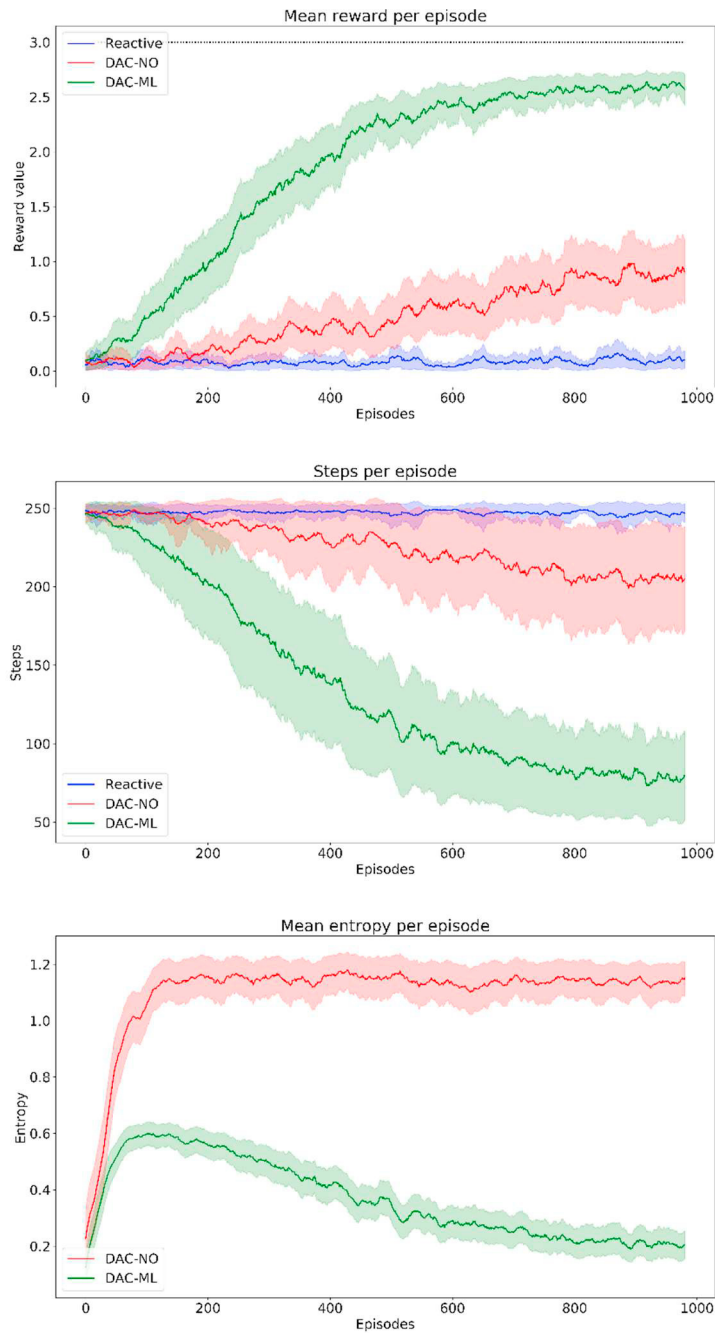 Mean reward per episode
3.0
2.5
2.0
1.5
1.0
0.5
0.0
Reward value
Reactive
DAC-NO
DAC-ML
0
200
400
600
800
1000
Episodes
Steps per episode
250
200
150
100
50
Steps
Reactive
DAC-NO
DAC-ML
0
200
400
600
800
1000
Episodes
Mean entropy per episode
1.2
1.0
0.8
0.6
0.4
0.2
Entropy
DAC-NO
DAC-ML
0
200
400
600
800
1000
Episodes